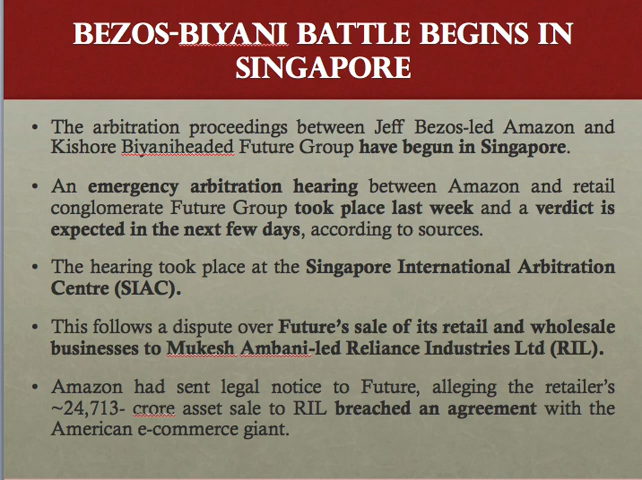 BEZOS-BIYANI BATTLE BEGINS IN
SINGAPORE
• The arbitration proceedings between Jeff Bezos-led Amazon and
Kishore Biyaniheaded Future Group have begun in Singapore.
• An emergency arbitration hearing between Amazon and retail
conglomerate Future Group took place last week and a verdict is
expected in the next few days, according to sources.
• The hearing took place at the Singapore International Arbitration
Centre (SIAC).
• This follows a dispute over Future's sale of its retail and wholesale
businesses to Mukesh Ambani-led Reliance Industries Ltd (RIL).
• Amazon had sent legal notice to Future, alleging the retailer's
~24,713- crore asset sale to RIL breached an agreement with the
American e-commerce giant.